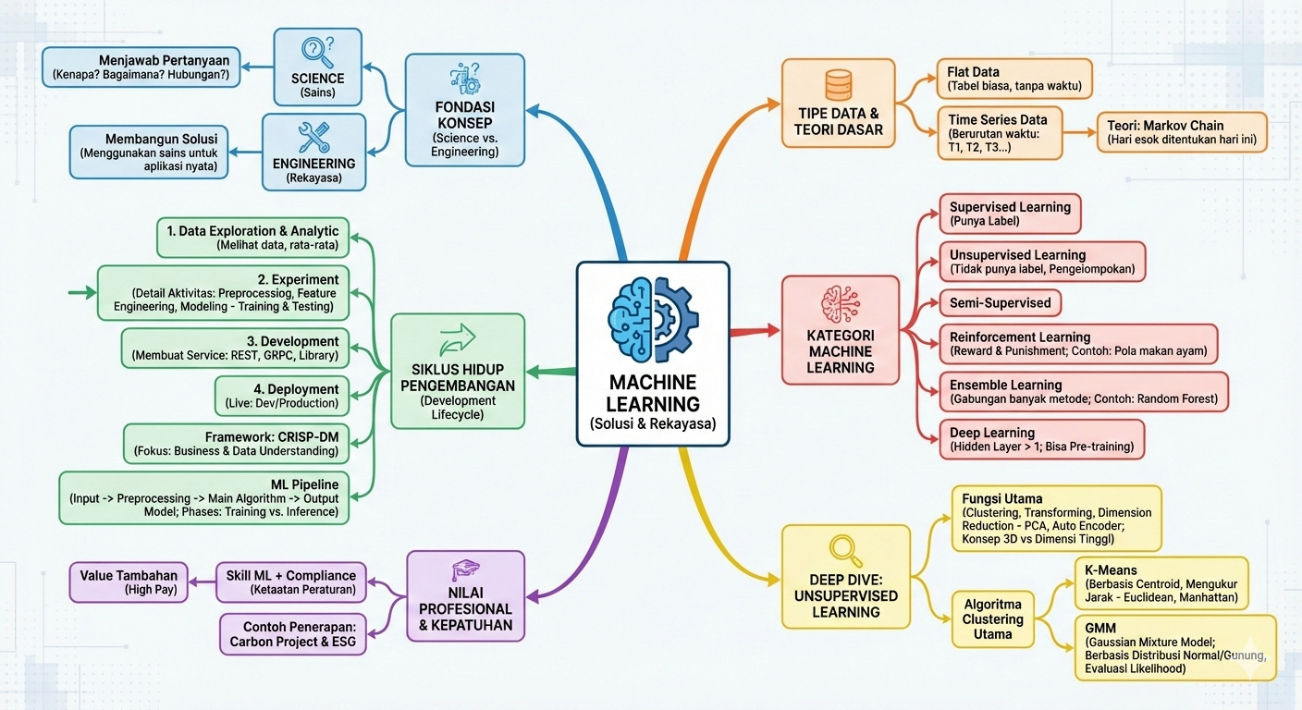 MACHINE
LEARNING
(Solusi & Rekayasa)
FONDASI
KONSEP
(Science vs.
Engineering)
SCIENCE
(Sains)
Menjawab Pertanyaan
(Kenapa? Bagaimana? Hubungan?)
ENGINEERING
(Rekayasa)
Membangun Solusi
(Menggunakan sains untuk
aplikasi nyata)
SIKLUS HIDUP
PENGEMBANGAN
(Development
Lifecycle)
1. Data Exploration & Analytic
(Melihat data, rata-rata)
2. Experiment
(Detail Aktivitas: Preprocessiog, Feature
Engineering, Modeling - Training & Testing)
3. Development
(Membuat Service: REST, GRPC, Library)
4. Deployment
(Live: Dev/Production)
Framework: CRISP-DM
(Fokus: Business & Data Understanding)
ML Pipeline
(Input -> Preprocessing -> Main Algorithm -> Output
Model; Phases: Training vs. Inference)
NILAI
PROFESIONAL
& KEPATUHAN
Skill ML + Compliance
(Ketaatan Peraturan)
Value Tambahan
(High Pay)
Contoh Penerapan:
Carbon Project & ESG
TIPE DATA &
TEORI DASAR
Flat Data
(Tabel biasa, tanpa waktu)
Time Series Data
(Berurutan waktu:
T1, T2, T3...)
Teori: Markov Chain
(Hari esok ditentukan hari ini)
KATEGORI
MACHINE
LEARNING
Supervised Learning
(Punya Label)
Unsupervised Learning
(Tidak punya label, Pengeiompokan)
Semi-Supervised
Reinforcement Learning
(Reward & Punishment; Contoh: Pola makan ayam)
Ensemble Learning
(Gabungan banyak metode; Contoh: Random Forest)
Deep Learning
(Hidden Layer > 1; Bisa Pre-training)
DEEP DIVE:
UNSUPERVISED
LEARNING
Fungsi Utama
(Clustering, Transforming, Dimension
Reduction - PCA, Auto Encoder;
Konsep 3D vs Dimensi Tinggl)
Algoritma
Clustering
Utama
K-Means
(Berbasis Centroid, Mengukur
Jarak - Euclidean, Manhattan)
GMM
(Gaussian Mixture Model;
Berbasis Distribusi Normal/Gunung,
Evaluasl Likelihood)